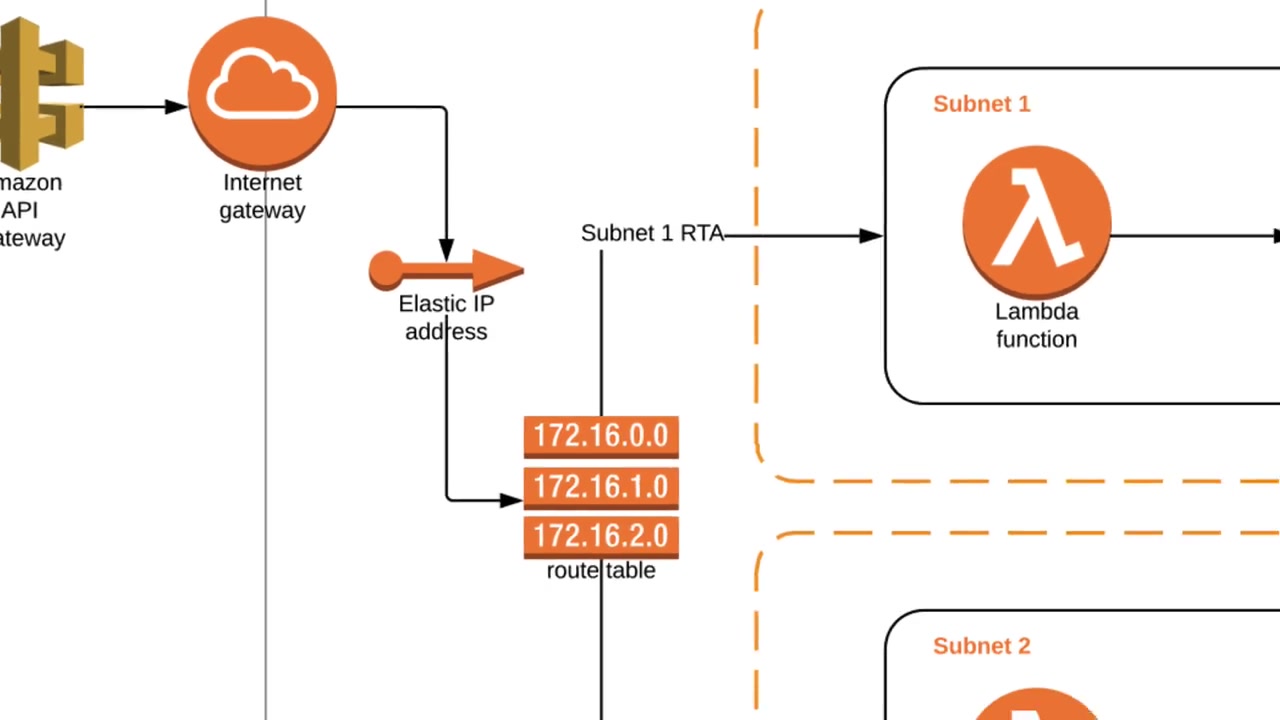 mazon
API
ateway
Internet
gateway
Elastic IP
address
Subnet 1 RTA
172.16.0.0
172.16.1.0
172.16.2.0
route table
Subnet 1
Lambda
function
Subnet 2